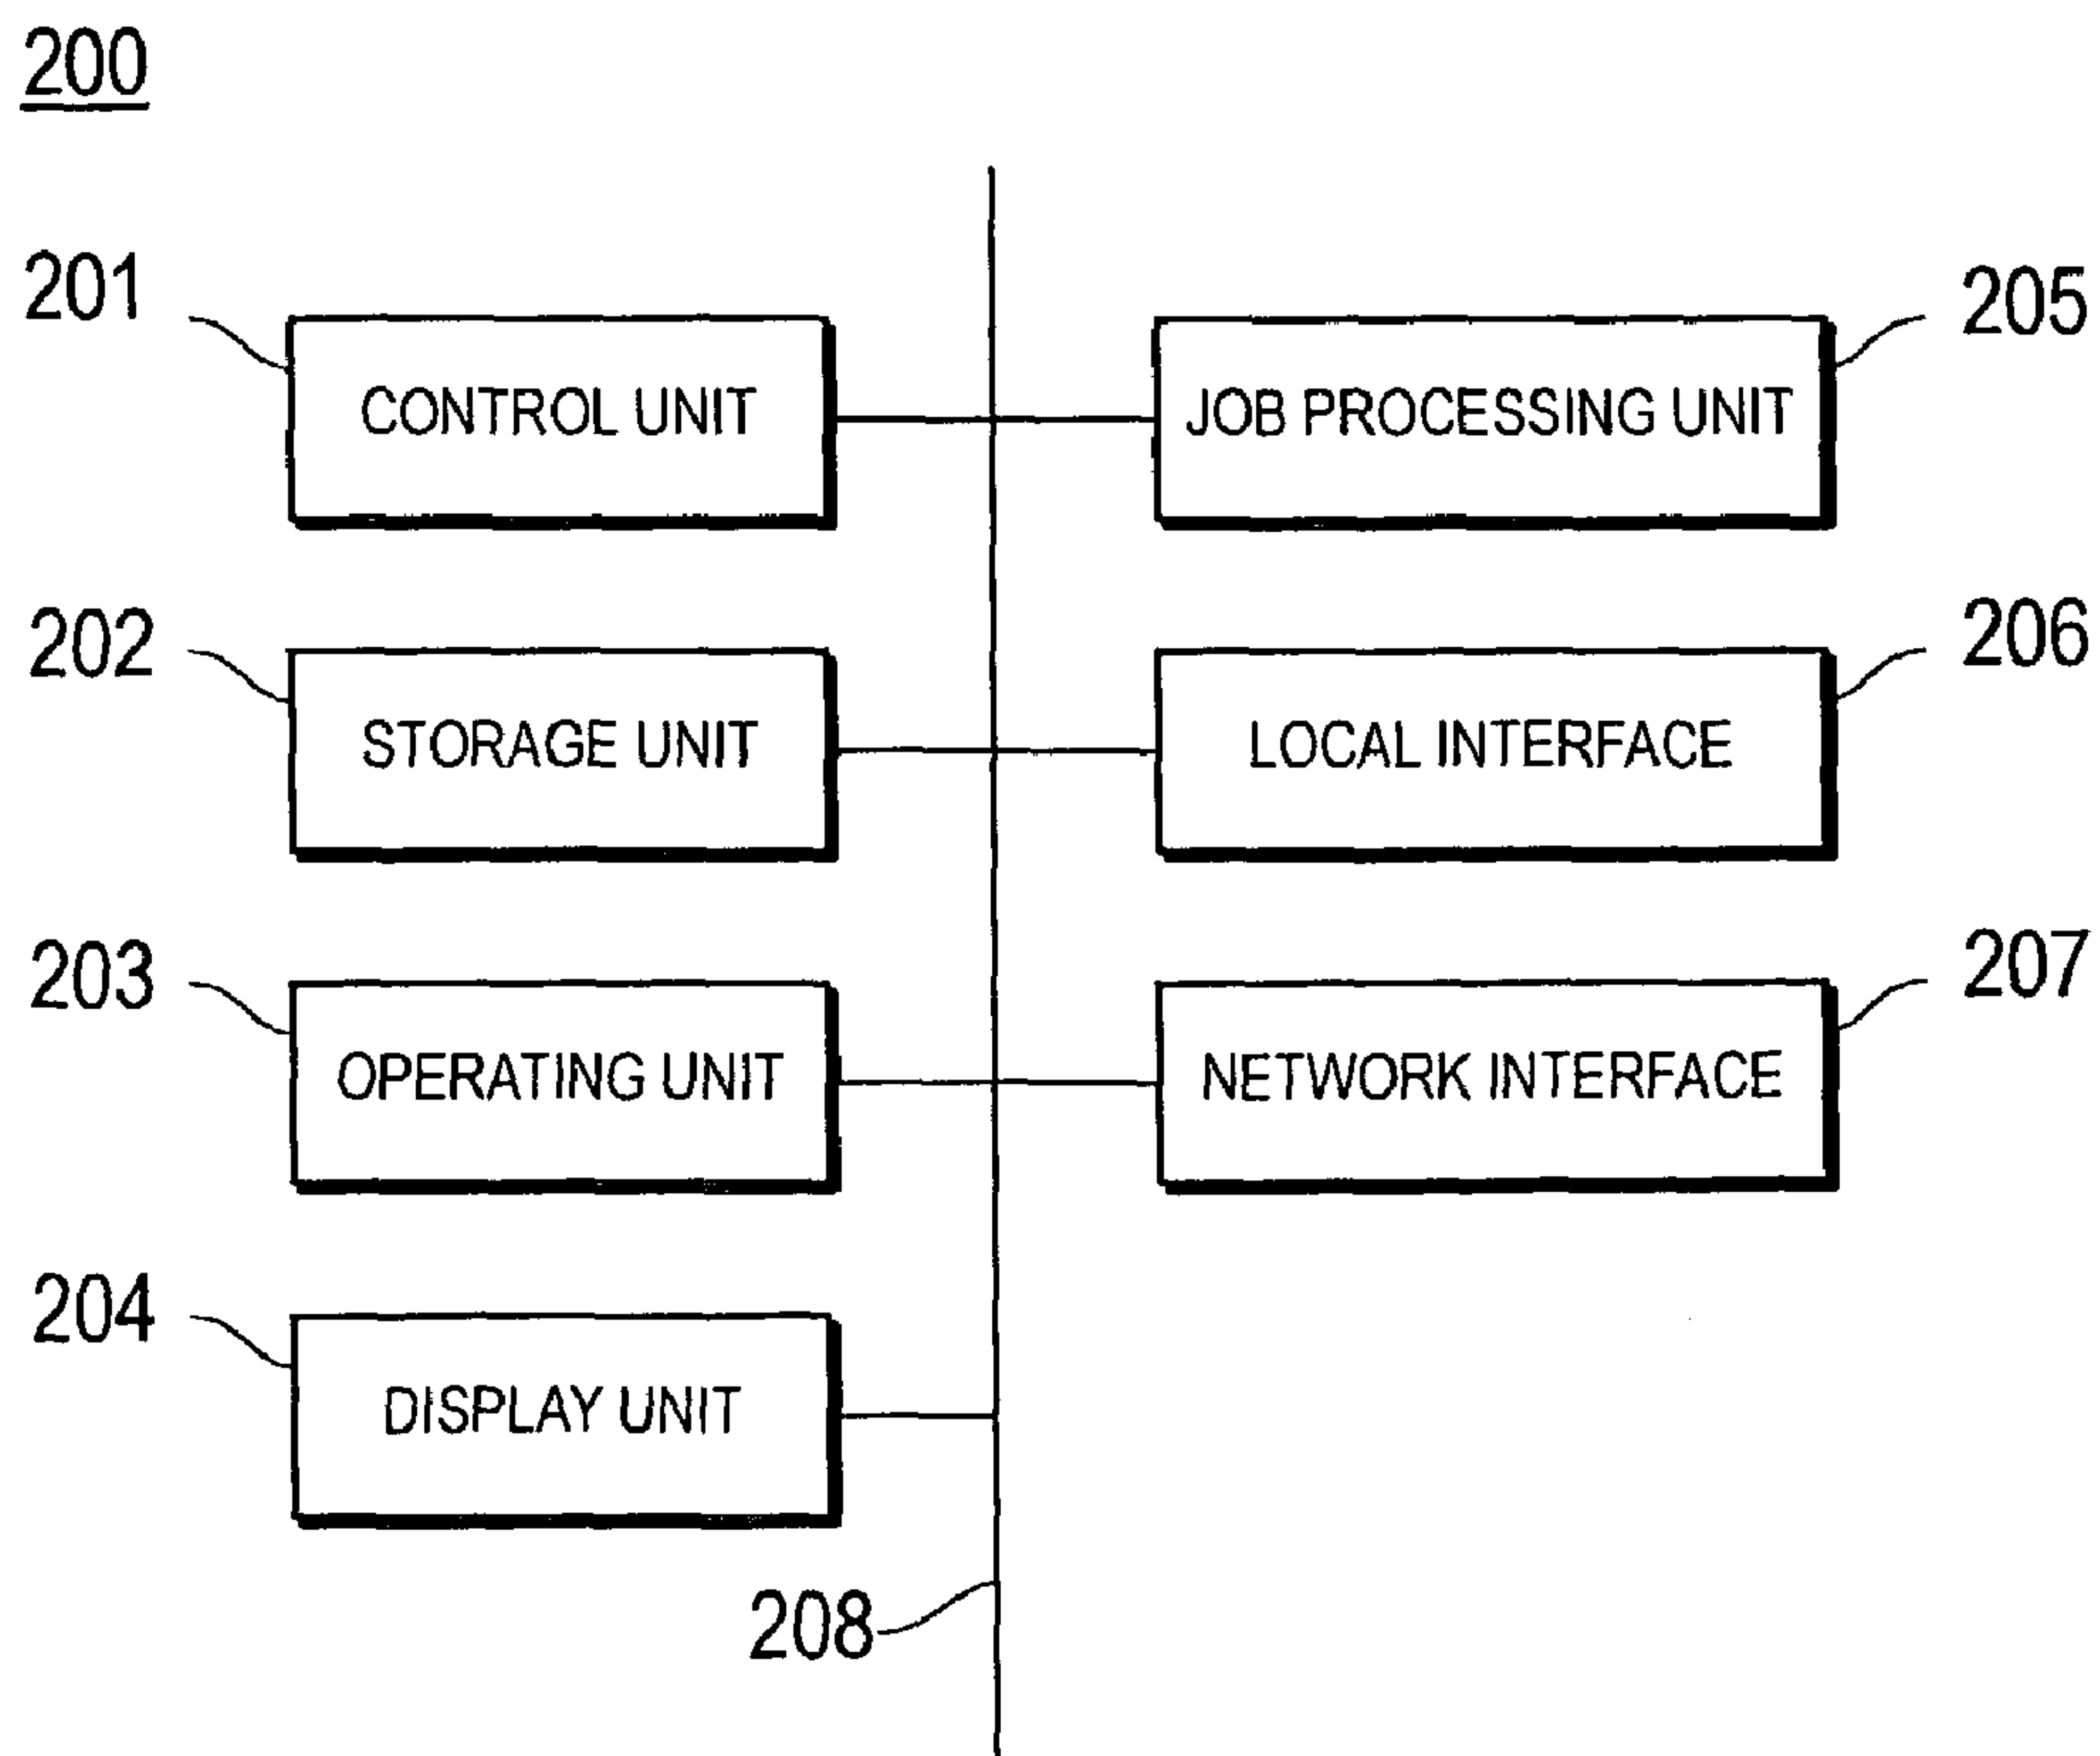 200
201
CONTROL UNIT
JOB PROCESSING UNIT
205
202
STORAGE UNIT
LOCAL INTERFACE
206
203
OPERATING UNIT
NETWORK INTERFACE
207
204
DISPLAY UNIT
208